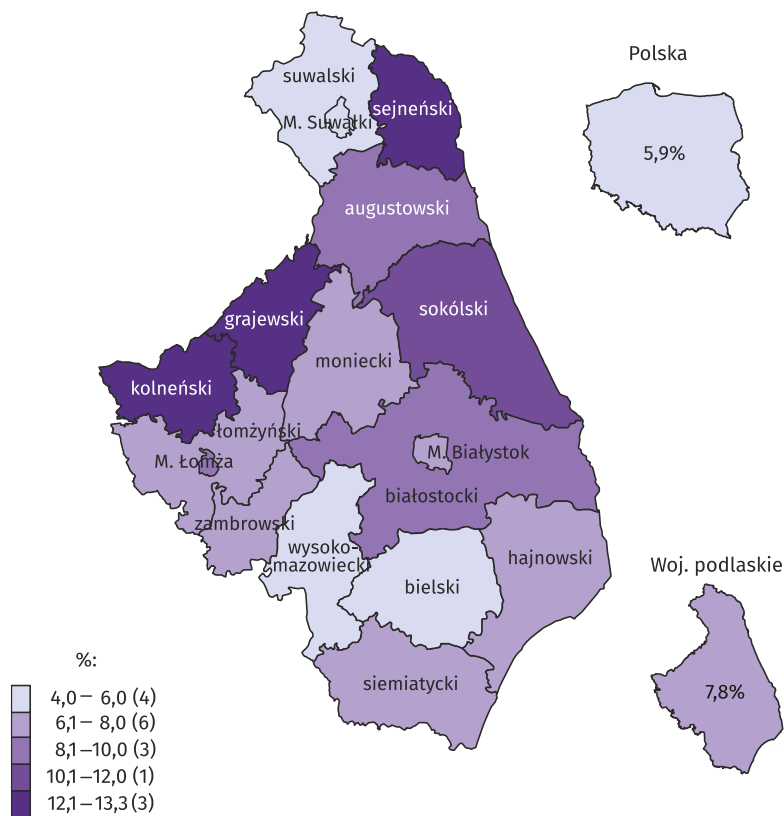 Polska
suwalski
sejneński
M. Suwałki
5,9%
augustowski
sokólski
grajewski
moniecki
kolneński
łomżyński
M. Białystok
M. Łomża
białostocki
zambrowski
wysoko-
mazowiecki
hajnowski
Woj. podlaskie
bielski
%:
siemiatycki
7,8%
4,0– 6,0 (4)
6,1– 8,0 (6)
8,1–10,0 (3)
10,1–12,0 (1)
12,1–13,3 (3)